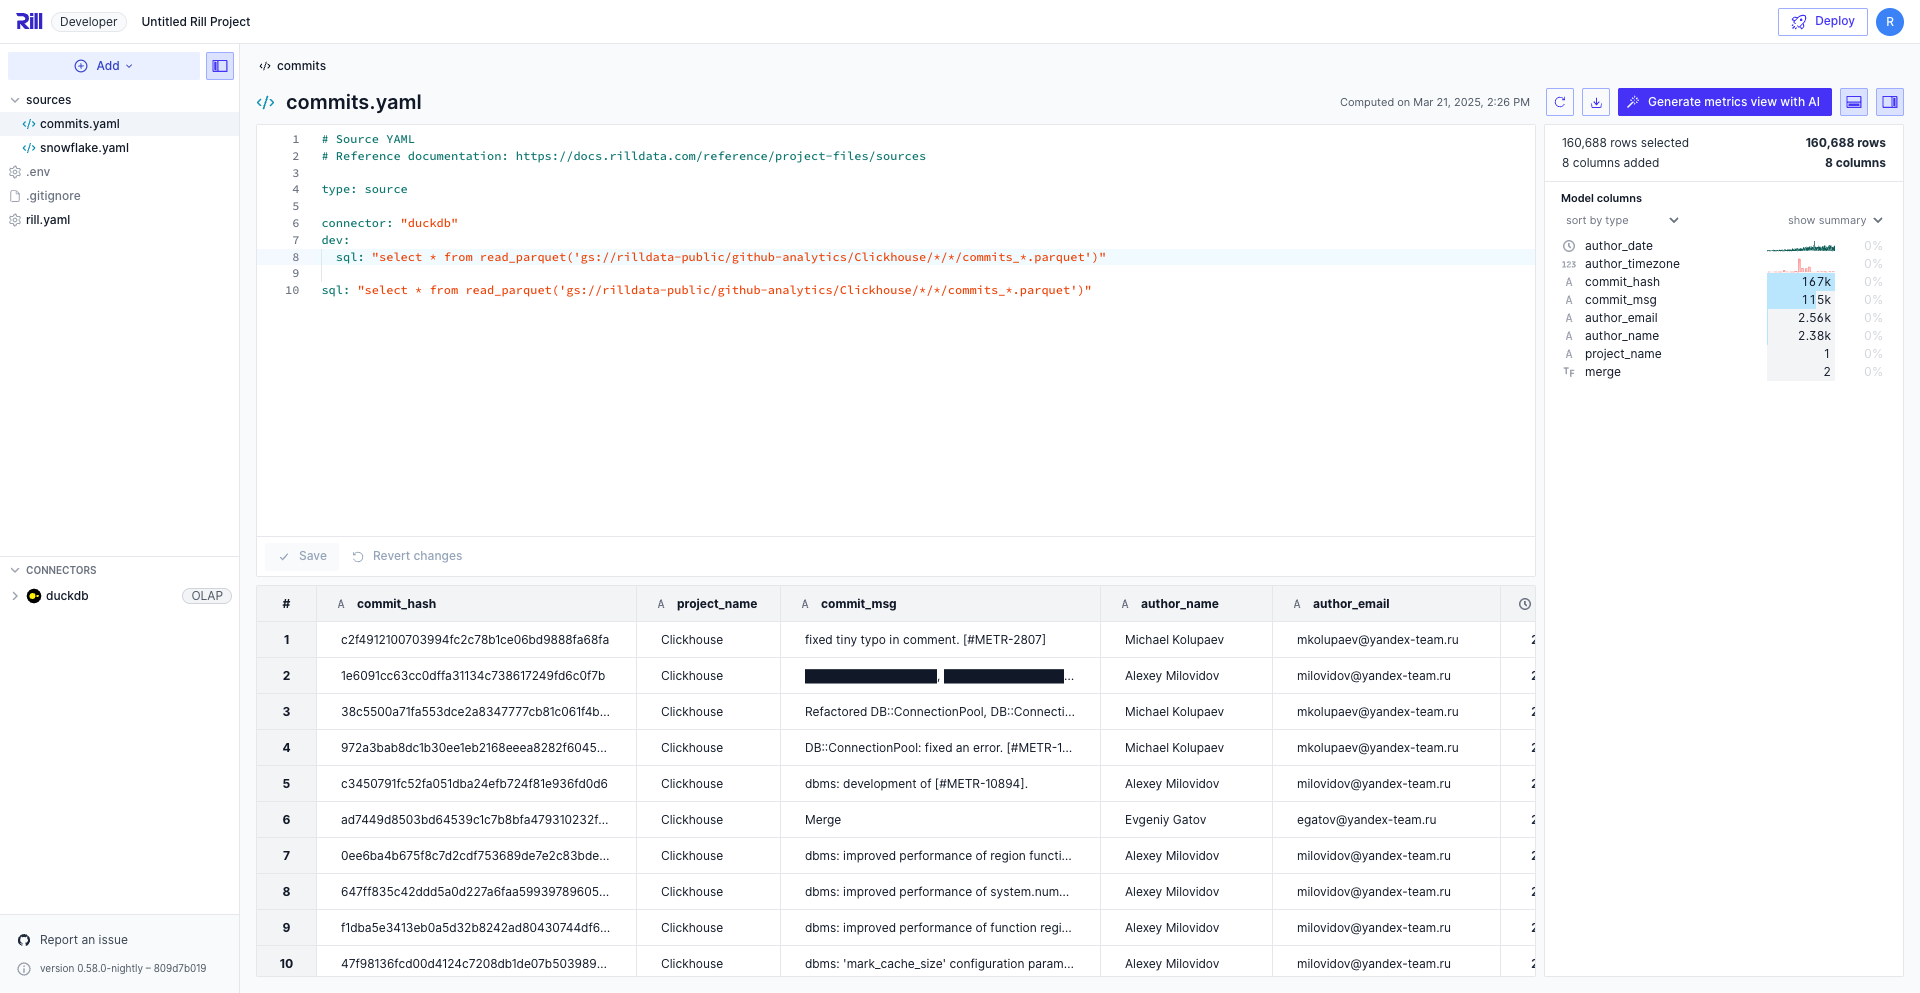 Rill Developer Untitled Rill Project Deploy R
Add
sources
commits.yaml
snowflake.yaml
.env
.gitignore
rill.yaml
CONNECTORS
duckdb OLAP
Report an issue
version 0.58.0-nightly – 809d7b019
commits
commits.yaml
Computed on Mar 21, 2025, 2:26 PM
Generate metrics view with AI
1 # Source YAML
2 # Reference documentation: https://docs.rilldata.com/reference/project-files/sources
3
4 type: source
5
6 connector: "duckdb"
7 dev:
8 sql: "select * from read_parquet('gs://rilldata-public/github-analytics/Clickhouse/*/*/commits_*.parquet')"
9
10 sql: "select * from read_parquet('gs://rilldata-public/github-analytics/Clickhouse/*/*/commits_*.parquet')"
Save Revert changes
# A commit_hash A project_name A commit_msg A author_name A author_email
1 c2f4912100703994fc2c78b1ce06bd9888fa68fa Clickhouse fixed tiny typo in comment. [#METR-2807] Michael Kolupaev mkolupaev@yandex-team.ru 2
2 1e6091cc63cc0dffa31134c738617249fd6c0f7b Clickhouse , ... Alexey Milovidov milovidov@yandex-team.ru 2
3 38c5500a71fa553dce2a8347777cb81c061f4b... Clickhouse Refactored DB::ConnectionPool, DB::Connecti... Michael Kolupaev mkolupaev@yandex-team.ru 2
4 972a3bab8dc1b30ee1eb2168eeea8282f6045... Clickhouse DB::ConnectionPool: fixed an error. [#METR-1... Michael Kolupaev mkolupaev@yandex-team.ru 2
5 c3450791fc52fa051dba24efb724f81e936fd0d6 Clickhouse dbms: development of [#METR-10894]. Alexey Milovidov milovidov@yandex-team.ru 2
6 ad7449d8503bd64539c1c7b8bfa479310232f... Clickhouse Merge Evgeniy Gatov egatov@yandex-team.ru 2
7 0ee6ba4b675f8c7d2cdf753689de7e2c83bde... Clickhouse dbms: improved performance of region functi... Alexey Milovidov milovidov@yandex-team.ru 2
8 647ff835c42ddd5a0d227a6faa59939789605... Clickhouse dbms: improved performance of system.num... Alexey Milovidov milovidov@yandex-team.ru 2
9 f1dba5e3413eb0a5d32b8242ad80430744df6... Clickhouse dbms: improved performance of function regi... Alexey Milovidov milovidov@yandex-team.ru 2
10 47f98136fcd00d4124c7208db1de07b503989... Clickhouse dbms: 'mark_cache_size' configuration param... Alexey Milovidov milovidov@yandex-team.ru 2
160,688 rows selected 160,688 rows
8 columns added 8 columns
Model columns
sort by type show summary
author_date 0%
123 author_timezone 0%
A commit_hash 167k 0%
A commit_msg 115k 0%
A author_email 2.56k 0%
A author_name 2.38k 0%
A project_name 1 0%
TF merge 2 0%